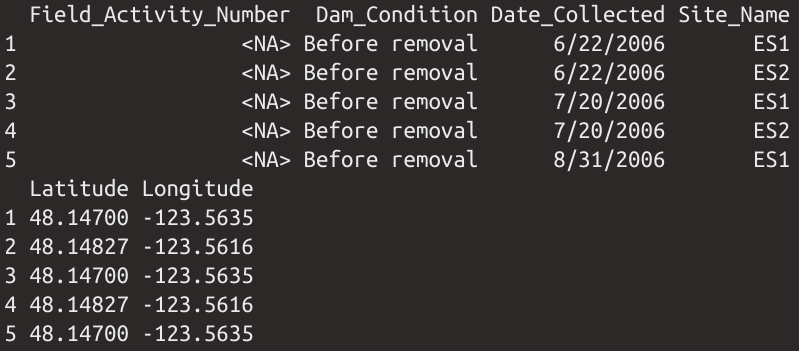 Field_Activity_Number Dam_Condition Date_Collected Site_Name
1 <NA> Before removal 6/22/2006 ES1
2 <NA> Before removal 6/22/2006 ES2
3 <NA> Before removal 7/20/2006 ES1
4 <NA> Before removal 7/20/2006 ES2
5 <NA> Before removal 8/31/2006 ES1
Latitude Longitude
1 48.14700 -123.5635
2 48.14827 -123.5616
3 48.14700 -123.5635
4 48.14827 -123.5616
5 48.14700 -123.5635